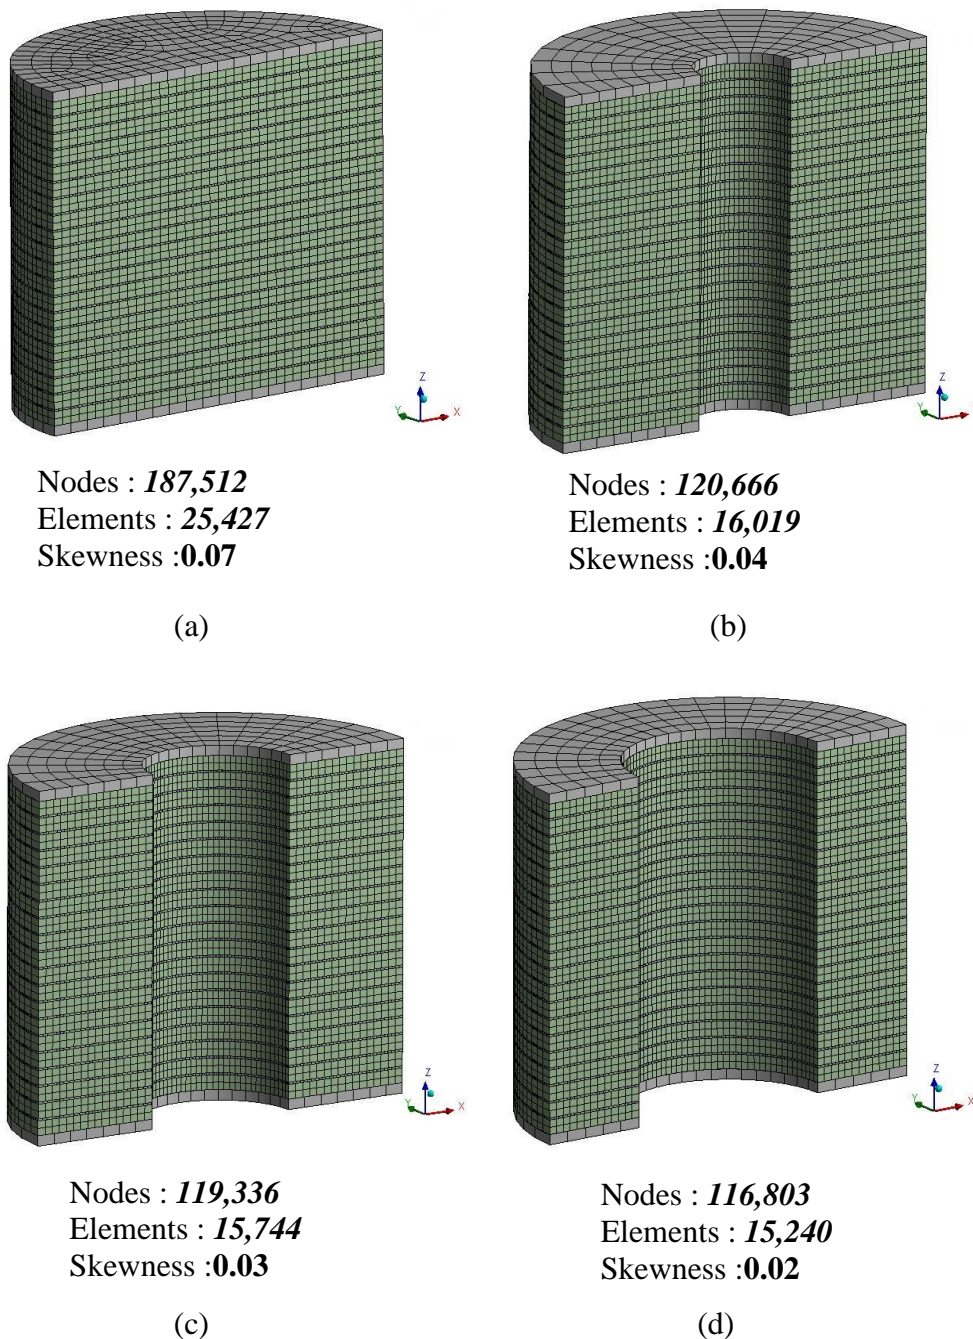 Z
Y
X
Z
Y
Nodes : 187,512
Elements : 25,427
Skewness :0.07
(a)
Nodes : 120,666
Elements : 16,019
Skewness :0.04
(b)
Z
Y
X
Z
Y
X
Nodes : 119,336
Elements : 15,744
Skewness :0.03
(c)
Nodes : 116,803
Elements : 15,240
Skewness :0.02
(d)